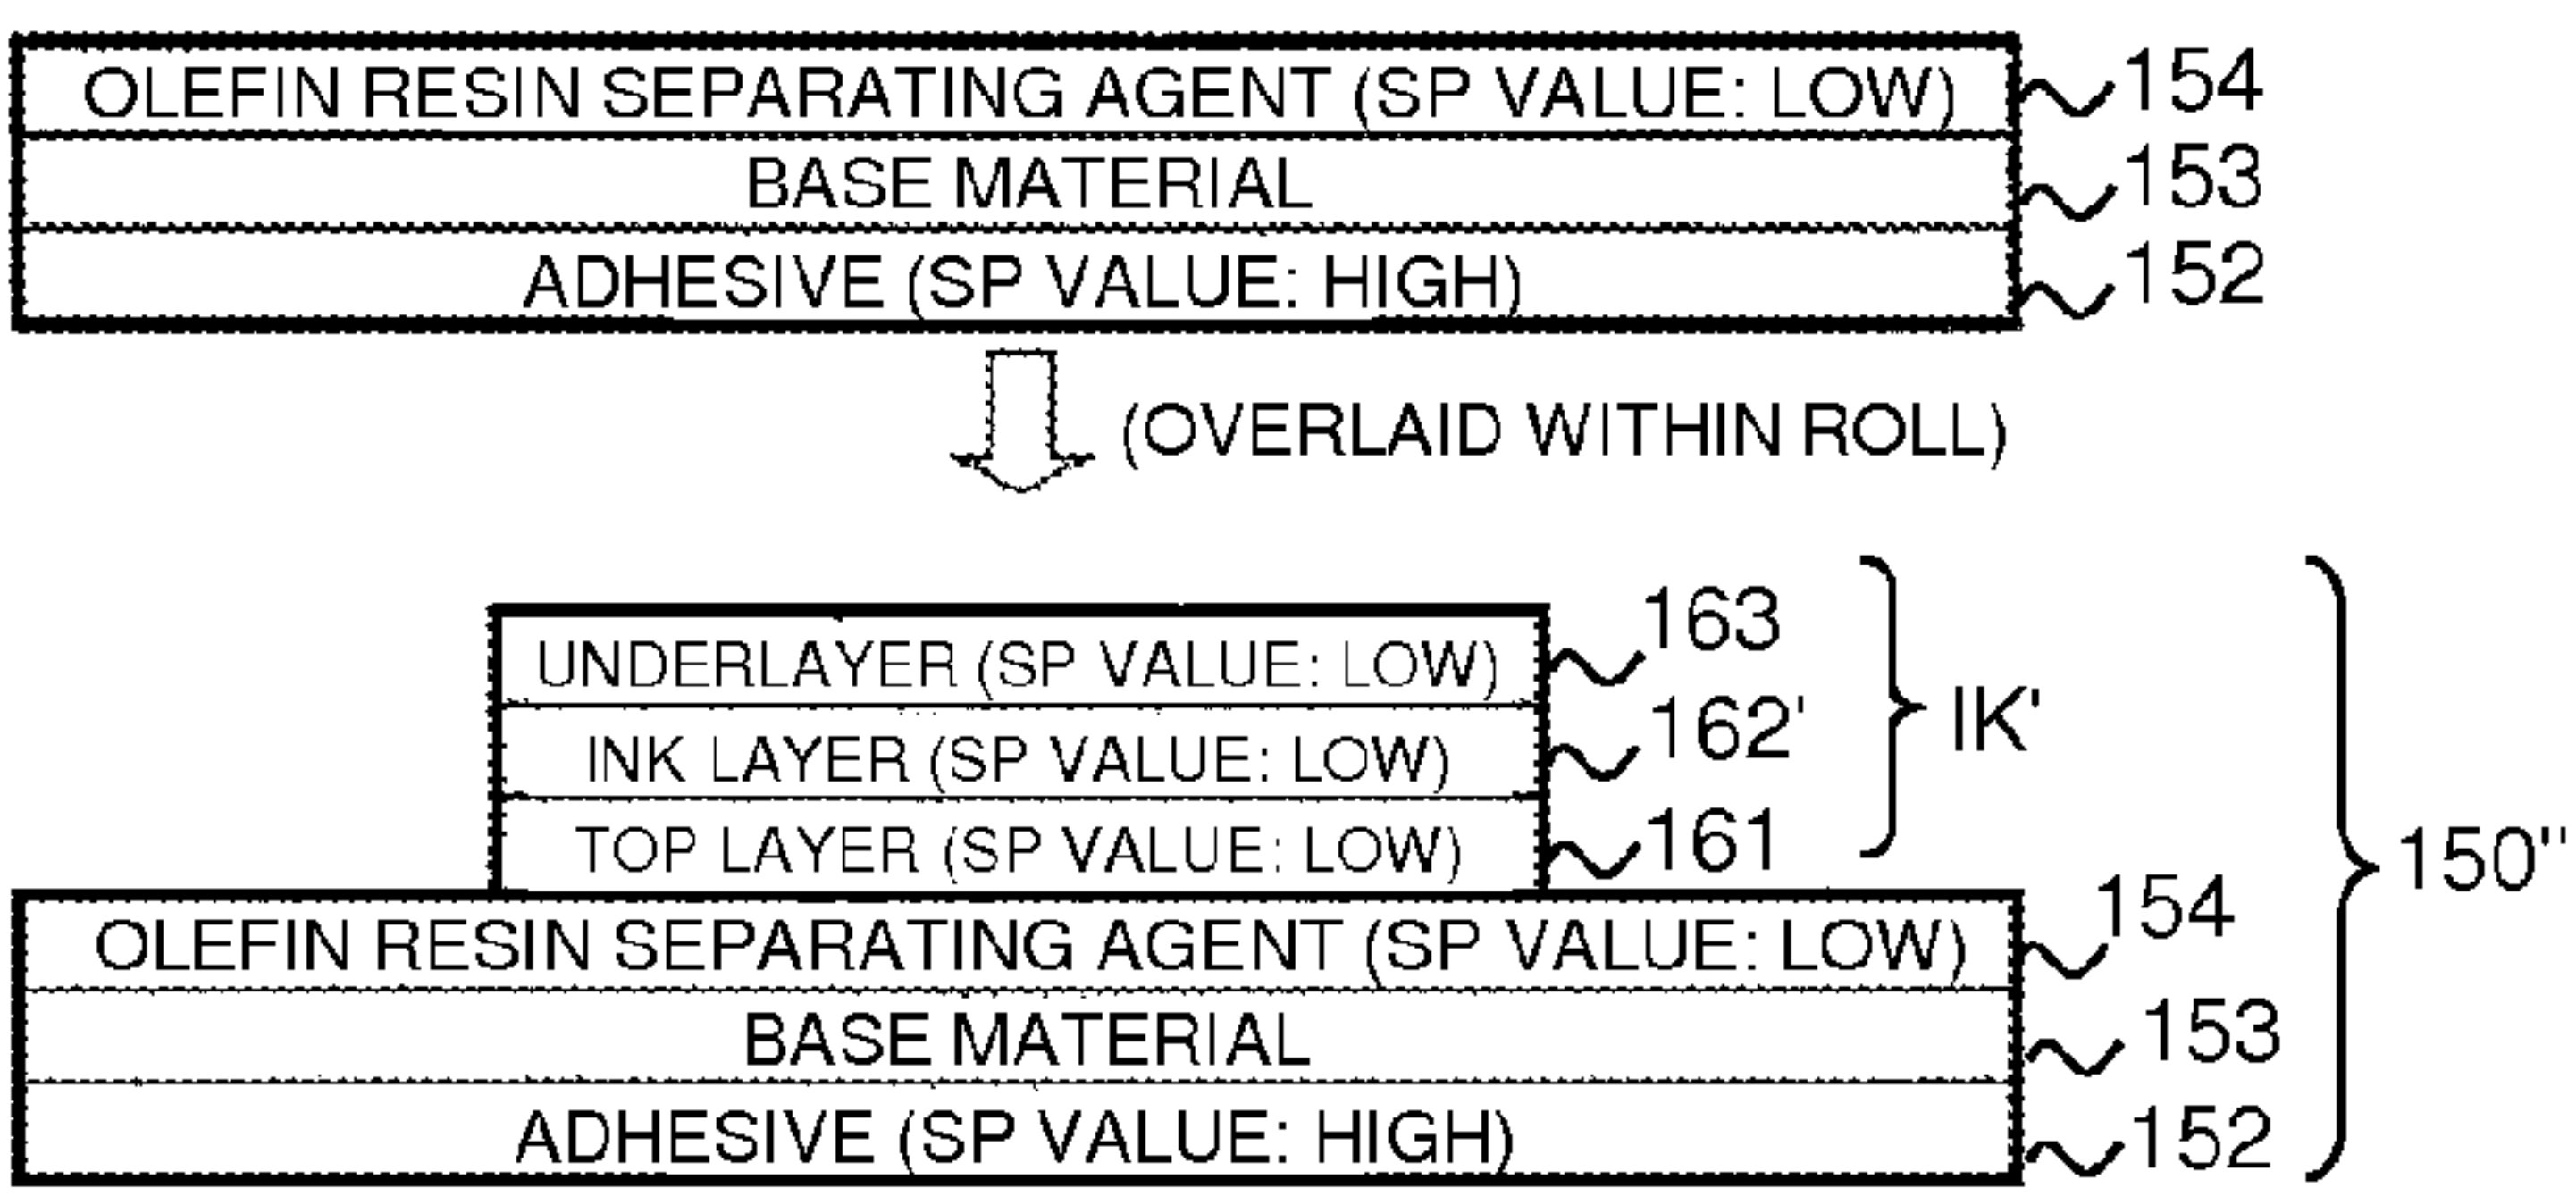 OLEFIN RESIN SEPARATING AGENT (SP VALUE: LOW) 154
BASE MATERIAL 153
ADHESIVE (SP VALUE: HIGH) 152
(OVERLAID WITHIN ROLL)
UNDERLAYER (SP VALUE: LOW) 163
INK LAYER (SP VALUE: LOW) 162'
IK'
TOP LAYER (SP VALUE: LOW) 161
150"
OLEFIN RESIN SEPARATING AGENT (SP VALUE: LOW) 154
BASE MATERIAL 153
ADHESIVE (SP VALUE: HIGH) 152